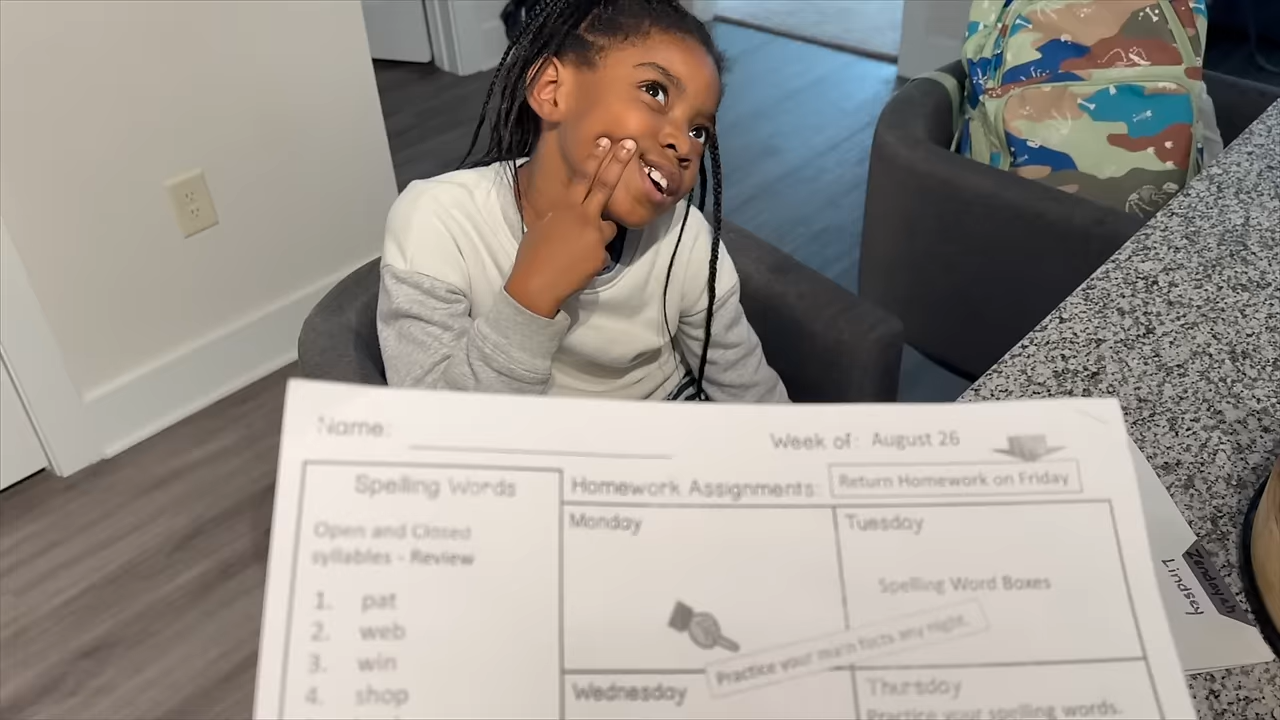 Name:
Week of: August 26
Spelling Words
Homework Assignments:
Return Homework on Friday
Open and Closed
syllables - Review
1. pat
2. web
3. win
4. shop
Monday
Tuesday
Spelling Word Boxes
Practice your math facts any night.
Wednesday
Thursday
Practice your spelling words.
Zendayah
Lindsey